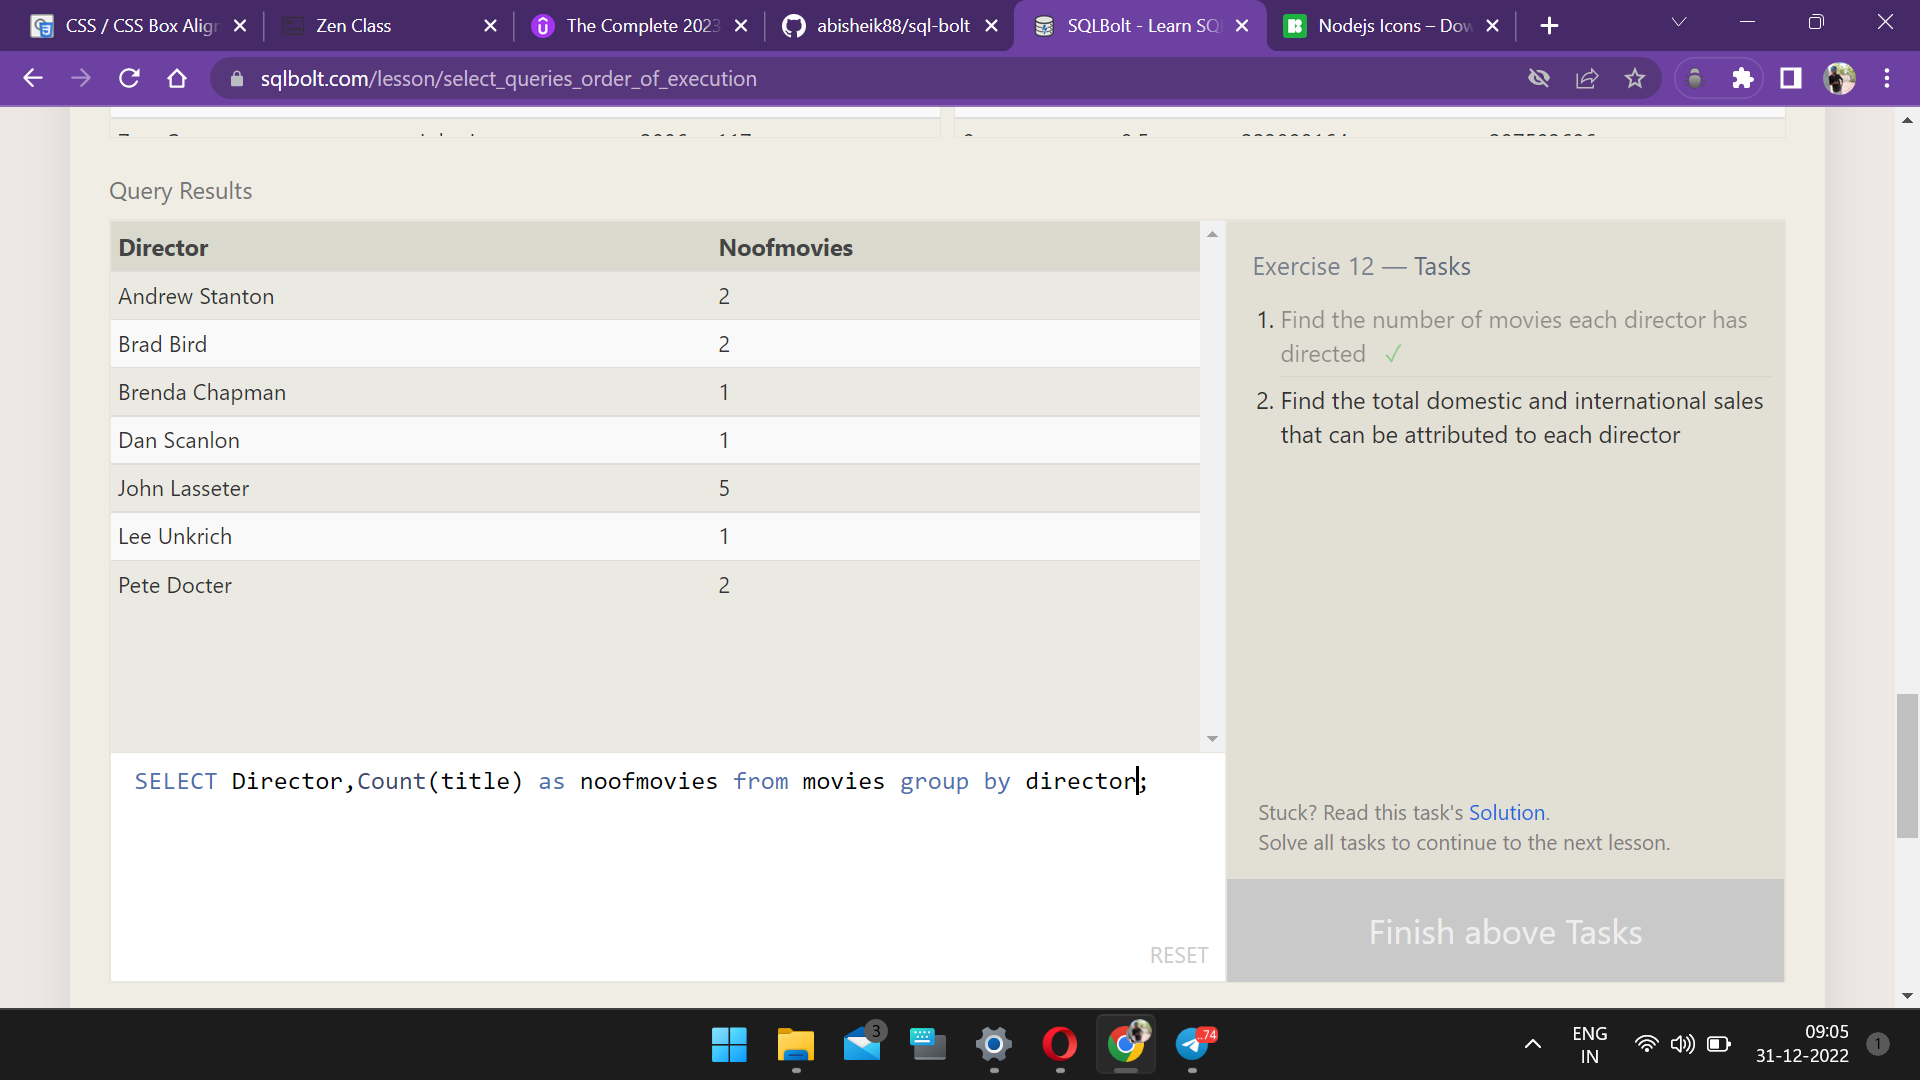 CSS / CSS Box Align
Zen Class
The Complete 2023
abisheik88/sql-bolt
SQLBolt - Learn SQL
Nodejs Icons – Dow
sqlbolt.com/lesson/select_queries_order_of_execution
Query Results
Director Noofmovies
Andrew Stanton 2
Brad Bird 2
Brenda Chapman 1
Dan Scanlon 1
John Lasseter 5
Lee Unkrich 1
Pete Docter 2
Exercise 12 — Tasks
1. Find the number of movies each director has
directed ✓
2. Find the total domestic and international sales
that can be attributed to each director
SELECT Director,Count(title) as noofmovies from movies group by director;
RESET
Stuck? Read this task's Solution.
Solve all tasks to continue to the next lesson.
Finish above Tasks
3
74
ENG
IN
09:05
31-12-2022
1